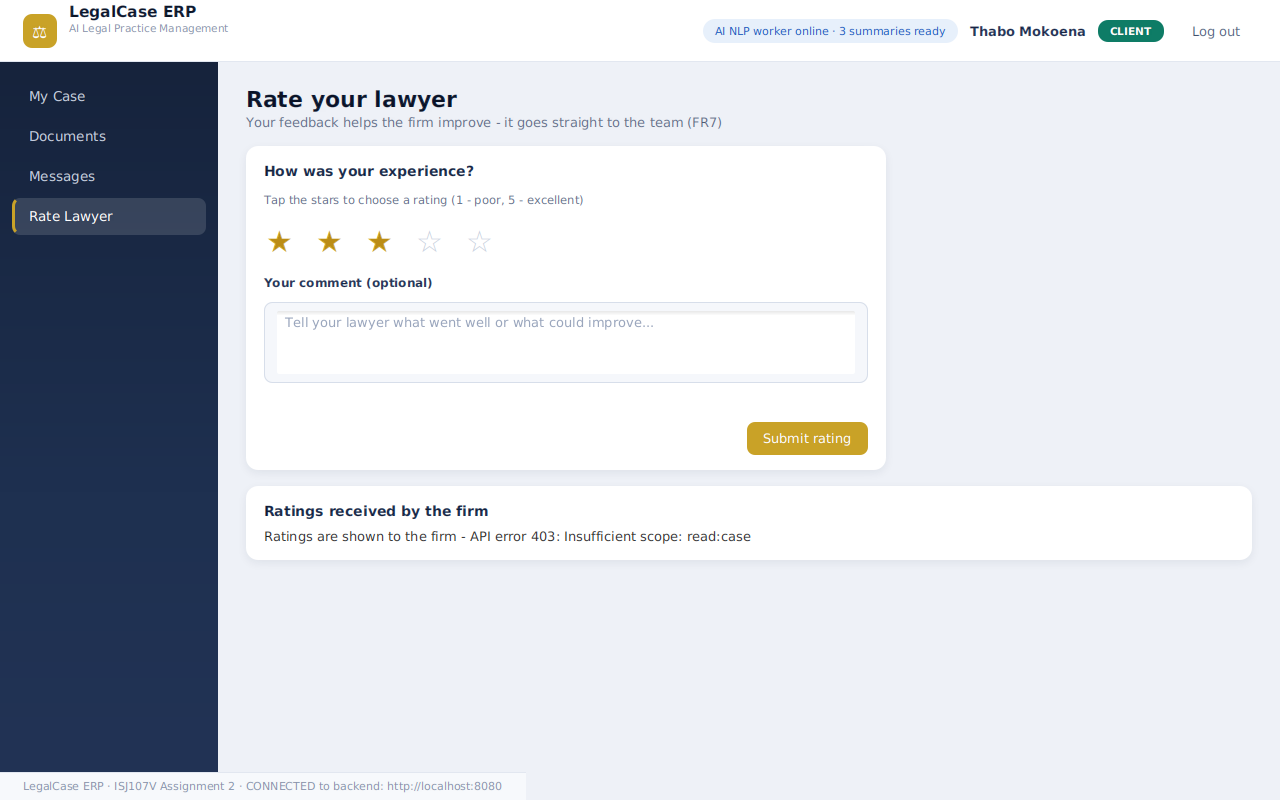 LegalCase ERP
AI Legal Practice Management
AI NLP worker online · 3 summaries ready
Thabo Mokoena
CLIENT
Log out
My Case
Documents
Messages
Rate Lawyer
Rate your lawyer
Your feedback helps the firm improve - it goes straight to the team (FR7)
How was your experience?
Tap the stars to choose a rating (1 - poor, 5 - excellent)
★ ★ ★ ☆ ☆
Your comment (optional)
Tell your lawyer what went well or what could improve...
Submit rating
Ratings received by the firm
Ratings are shown to the firm - API error 403: Insufficient scope: read:case
LegalCase ERP · ISJ107V Assignment 2 · CONNECTED to backend: http://localhost:8080